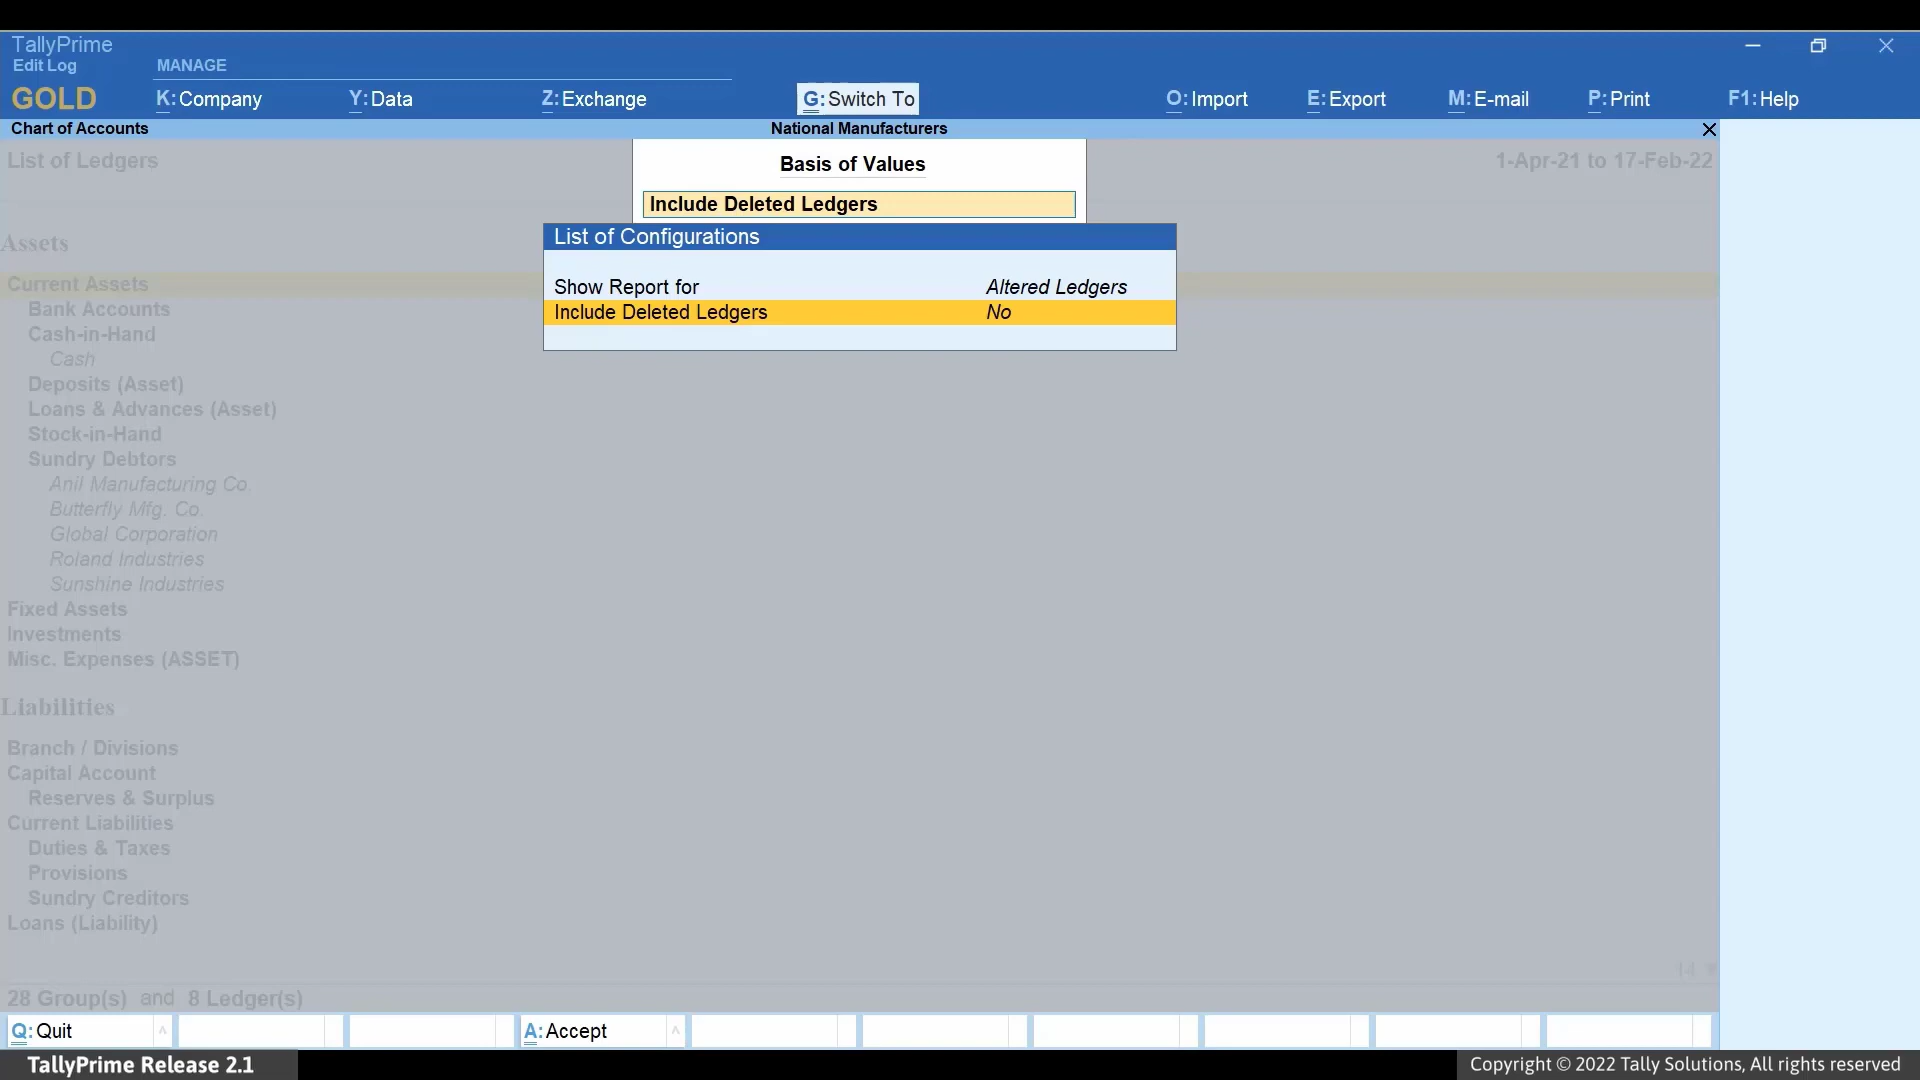 TallyPrime
Edit Log
MANAGE
GOLD
K:Company Y:Data Z:Exchange G:Switch To O:Import E:Export M:E-mail P:Print F1:Help
Chart of Accounts National Manufacturers
List of Ledgers 1-Apr-21 to 17-Feb-22
Basis of Values
Include Deleted Ledgers
List of Configurations
Show Report for Altered Ledgers
Include Deleted Ledgers No
Assets
Current Assets
Bank Accounts
Cash-in-Hand
Cash
Deposits (Asset)
Loans & Advances (Asset)
Stock-in-Hand
Sundry Debtors
Anil Manufacturing Co.
Butterfly Mfg. Co.
Global Corporation
Roland Industries
Sunshine Industries
Fixed Assets
Investments
Misc. Expenses (ASSET)
Liabilities
Branch / Divisions
Capital Account
Reserves & Surplus
Current Liabilities
Duties & Taxes
Provisions
Sundry Creditors
Loans (Liability)
14
28 Group(s) and 8 Ledger(s)
Q:Quit A:Accept
TallyPrime Release 2.1
Copyright © 2022 Tally Solutions, All rights reserved